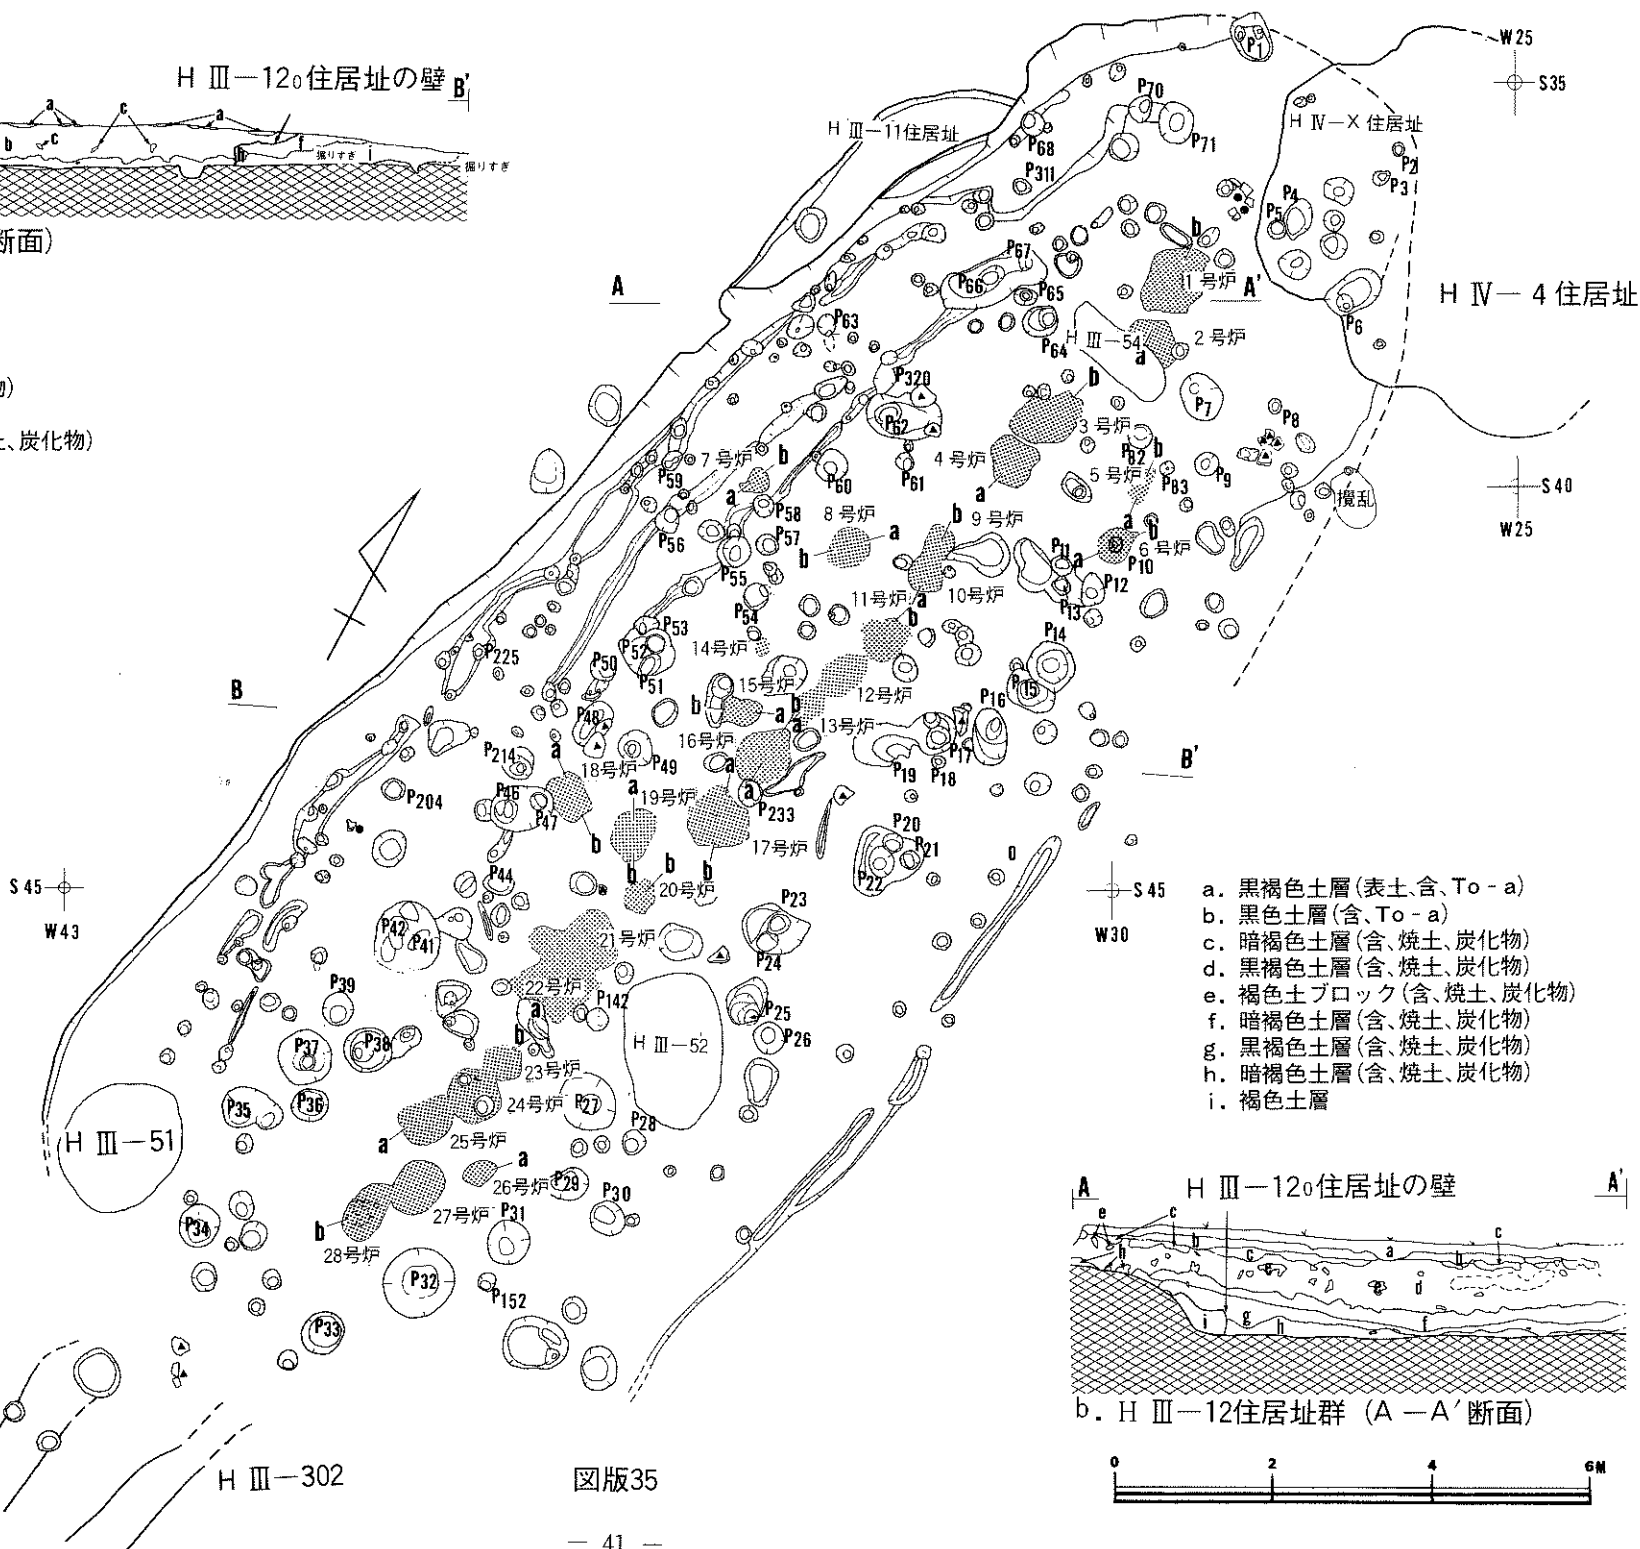 H Ⅲ－12₀住居址の壁
B'
a
c
a
b
c
h
f
掘りすぎ
i
掘りすぎ
断面)
物)
土、炭化物)
W25
S35
P1
P70
P71
H Ⅲ－11住居址
P68
P311
H Ⅳ－X 住居址
P2
P3
P4
P5
b
1号炉
A
A'
H Ⅳ－4 住居址
P67
P66
P65
P64
P63
P6
H Ⅲ－54
2号炉
a
P320
P62
b
3号炉
P7
P8
7号炉
b
4号炉
P82
b
5号炉
P83
P9
P59
a
P60
P61
a
S40
W25
攪乱
P58
P56
P57
8号炉
a
b
b
9号炉
a
b
6号炉
P10
P55
P11
a
P12
P13
11号炉
a
10号炉
P54
b
P53
P52
P51
14号炉
P14
P225
P50
15号炉
12号炉
P15
P16
B
b
a
b
P48
16号炉
a
13号炉
P17
P18
P19
B'
P214
a
18号炉
P49
a
P204
P46
P47
a
19号炉
a
P233
b
17号炉
P20
P21
P22
0
b
b
b
20号炉
P44
S45
W43
P42
P41
P23
P24
21号炉
S45
W30
22号炉
P142
P39
a
b
P25
P26
P37
P38
H Ⅲ－52
23号炉
24号炉
P27
P35
P36
P28
H Ⅲ－51
a
25号炉
a
26号炉
P29
P30
27号炉
P31
P34
b
28号炉
P32
P152
P33
a. 黒褐色土層(表土、含、To－a)
b. 黒色土層(含、To－a)
c. 暗褐色土層(含、焼土、炭化物)
d. 黒褐色土層(含、焼土、炭化物)
e. 褐色土ブロック(含、焼土、炭化物)
f. 暗褐色土層(含、焼土、炭化物)
g. 黒褐色土層(含、焼土、炭化物)
h. 暗褐色土層(含、焼土、炭化物)
i. 褐色土層
A
H Ⅲ－12₀住居址の壁
A'
e
c
b
h
c
e
a
b
c
e
d
i
g
h
f
b. H Ⅲ－12住居址群 (A－A'断面)
0 2 4 6M
H Ⅲ－302
図版35
－ 41 －